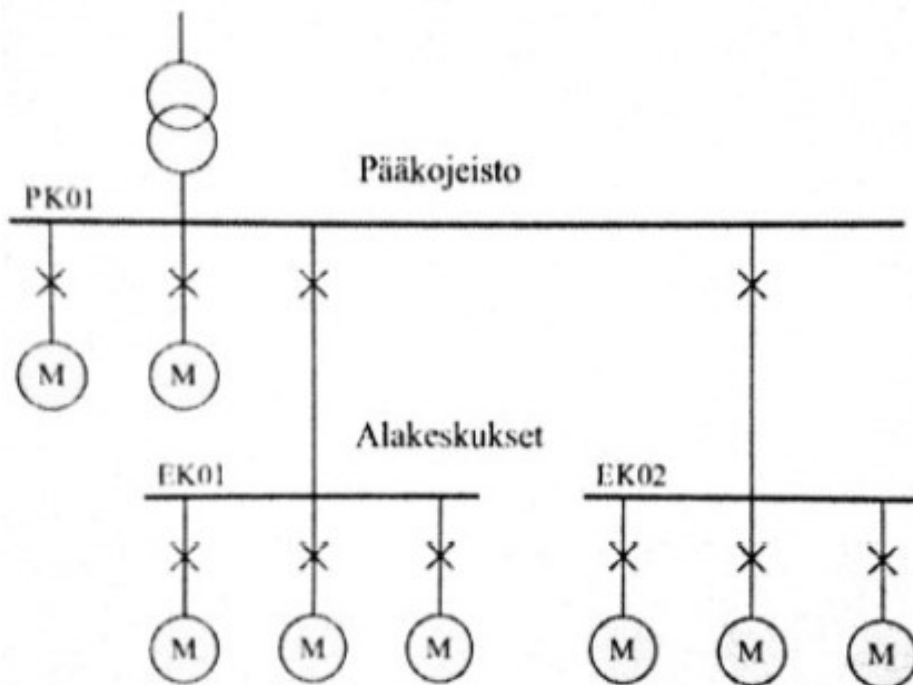 Pääkojeisto
PK01
M M
Alakeskukset
EK01 EK02
M M M M M M